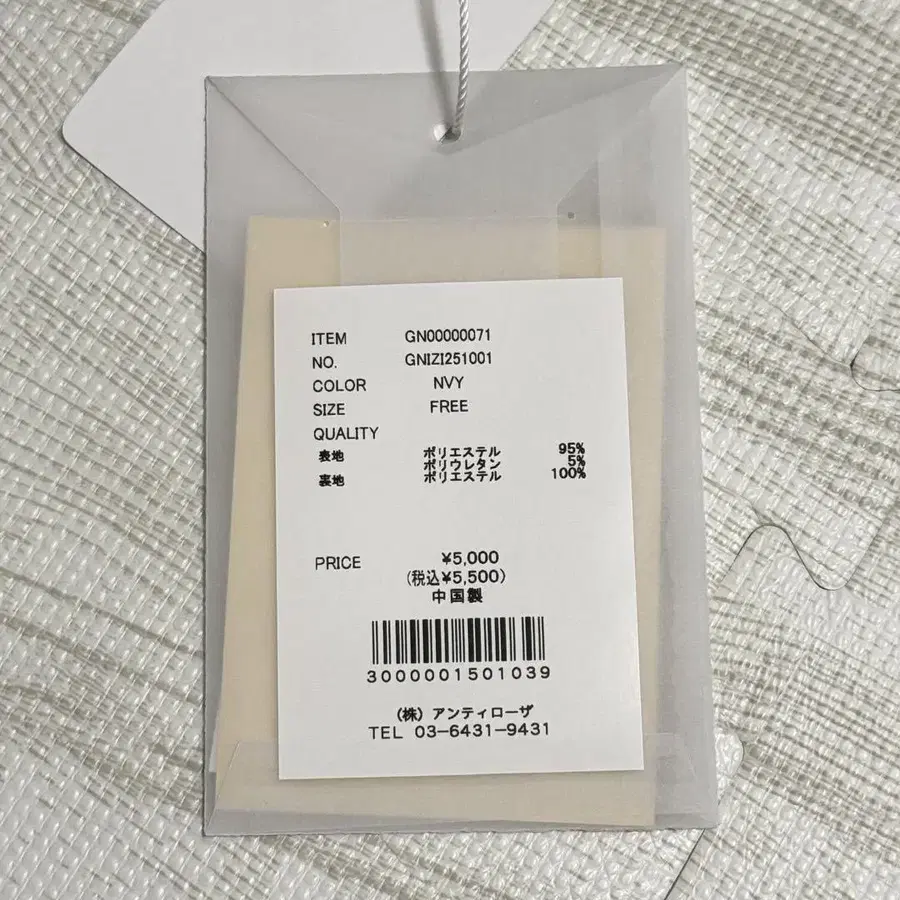 ITEM GN00000071
NO. GNIZI251001
COLOR NVY
SIZE FREE
QUALITY
表地 ポリエステル 95%
ポリウレタン 5%
裏地 ポリエステル 100%
PRICE ¥5,000
(税込¥5,500)
中国製
3000001501039
(株) アンティローザ
TEL 03-6431-9431